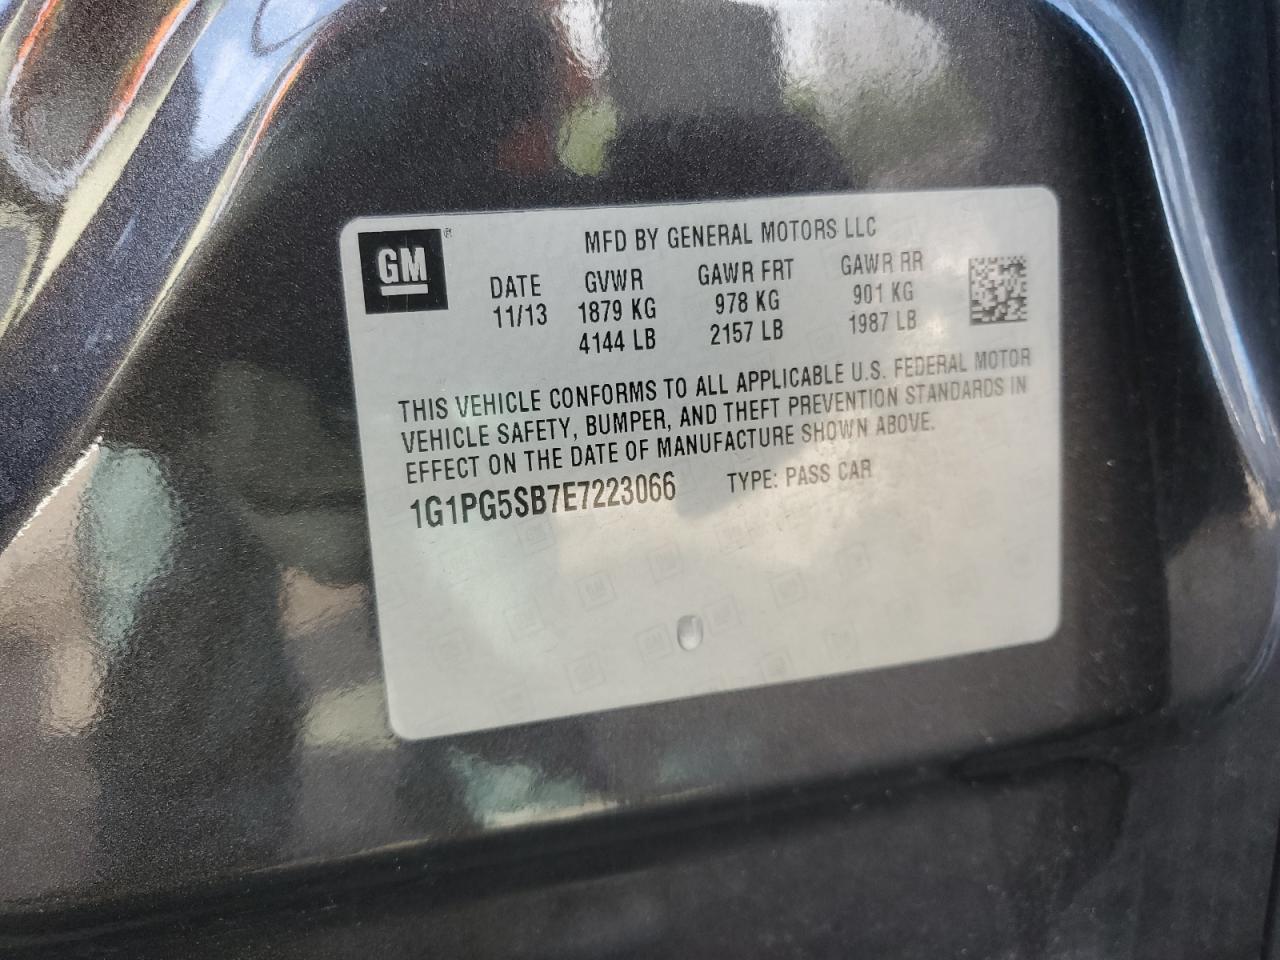 GM®
MFD BY GENERAL MOTORS LLC
DATE GVWR GAWR FRT GAWR RR
11/13 1879 KG 978 KG 901 KG
4144 LB 2157 LB 1987 LB
THIS VEHICLE CONFORMS TO ALL APPLICABLE U.S. FEDERAL MOTOR
VEHICLE SAFETY, BUMPER, AND THEFT PREVENTION STANDARDS IN
EFFECT ON THE DATE OF MANUFACTURE SHOWN ABOVE.
1G1PG5SB7E7223066 TYPE: PASS CAR